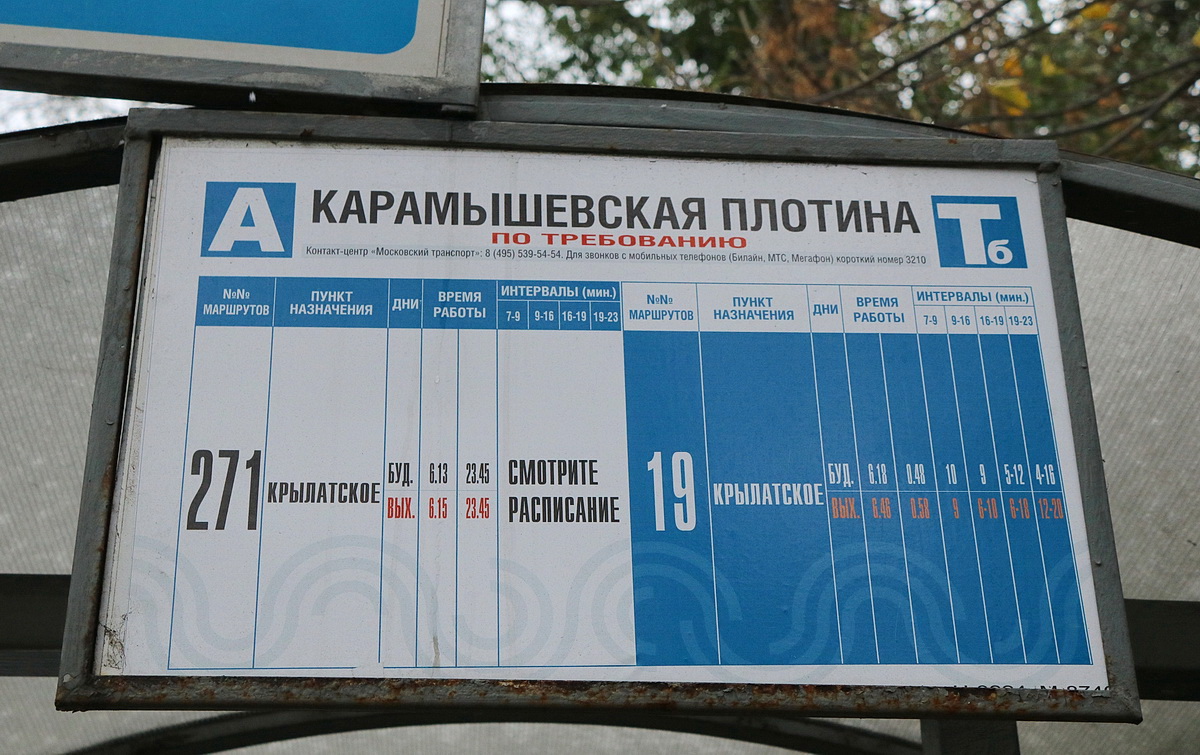 А КАРАМЫШЕВСКАЯ ПЛОТИНА Тб
ПО ТРЕБОВАНИЮ
Контакт-центр «Московский транспорт»: 8 (495) 539-54-54. Для звонков с мобильных телефонов (Билайн, МТС, Мегафон) короткий номер 3210
№№ МАРШРУТОВ ПУНКТ НАЗНАЧЕНИЯ ДНИ ВРЕМЯ РАБОТЫ ИНТЕРВАЛЫ (мин.)
7-9 9-16 16-19 19-23
271 КРЫЛАТСКОЕ
БУД. 6.13 23.45
ВЫХ. 6.15 23.45
СМОТРИТЕ
РАСПИСАНИЕ
№№ МАРШРУТОВ ПУНКТ НАЗНАЧЕНИЯ ДНИ ВРЕМЯ РАБОТЫ ИНТЕРВАЛЫ (мин.)
7-9 9-16 16-19 19-23
19 КРЫЛАТСКОЕ
БУД. 6.18 0.48 10 9 5-12 4-16
ВЫХ. 6.46 0.58 9 6-10 6-18 12-20